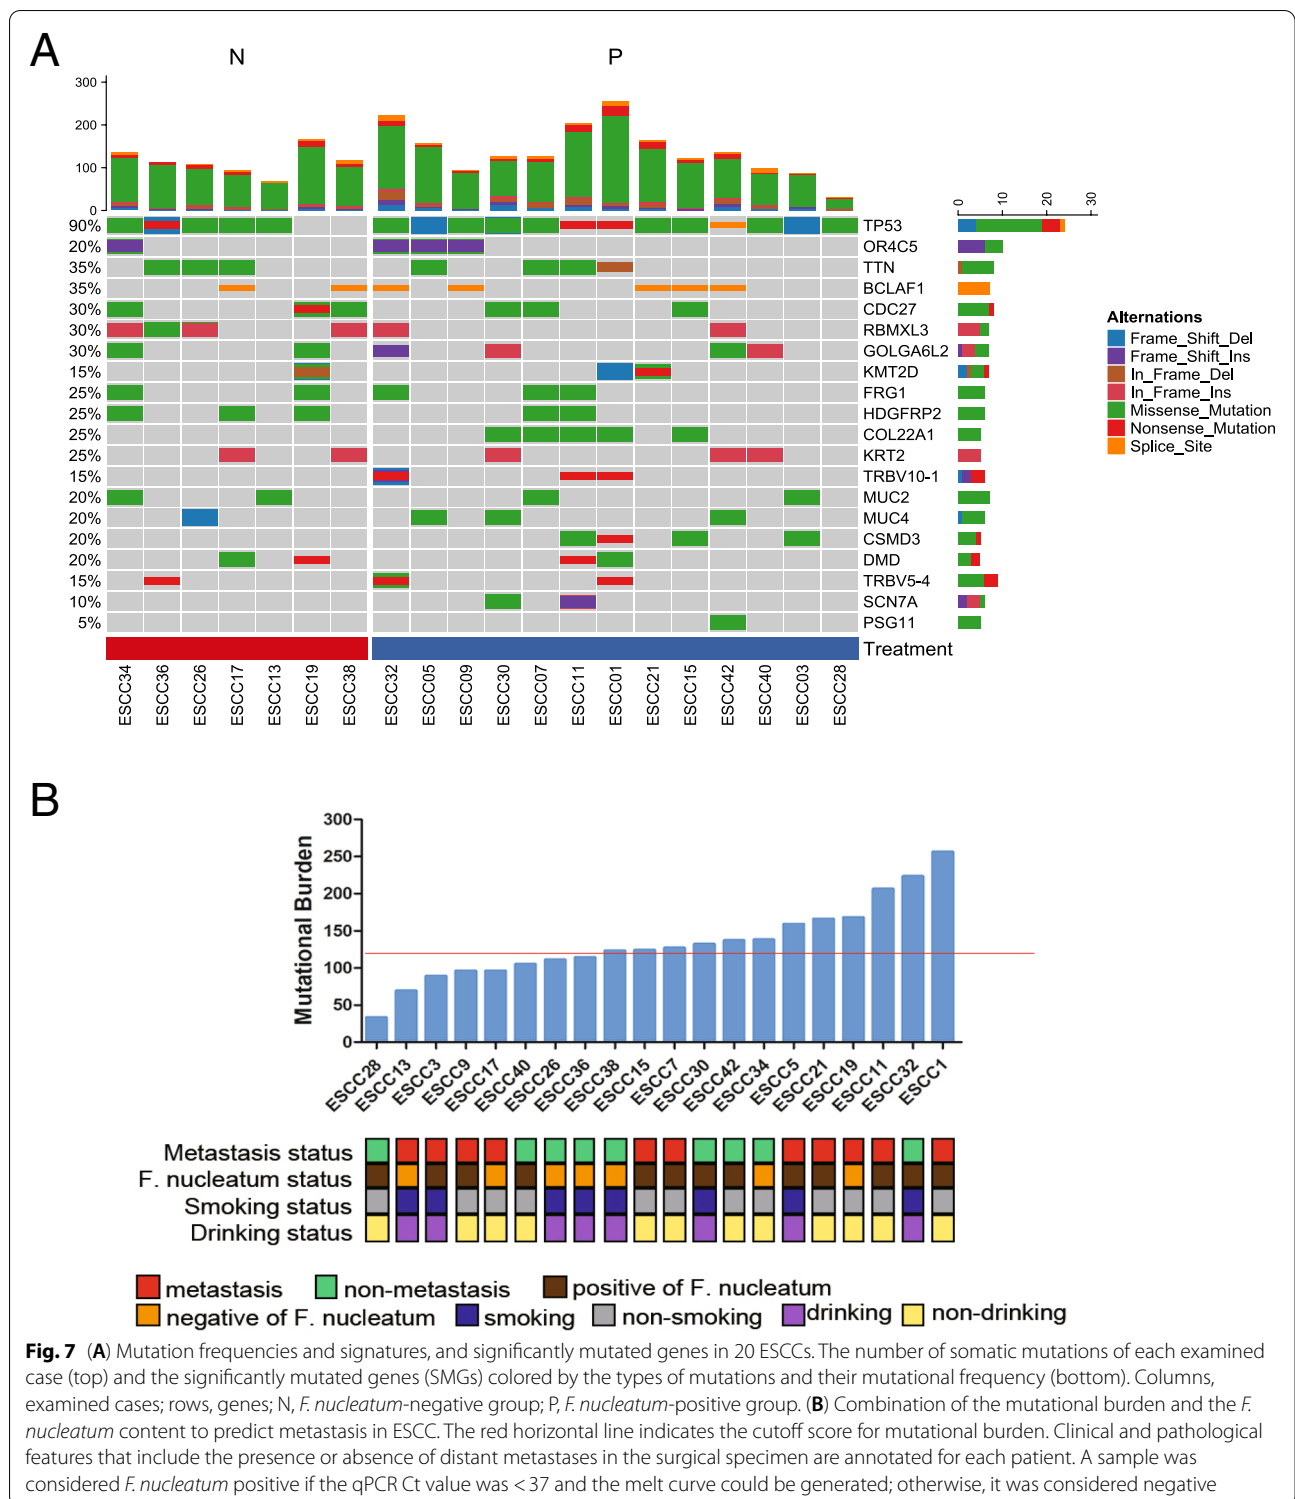 A
N
P
300
200
100
0
0
10
20
30
90%
TP53
20%
OR4C5
35%
TTN
35%
BCLAF1
30%
CDC27
30%
RBMXL3
30%
GOLGA6L2
15%
KMT2D
25%
FRG1
25%
HDGFRP2
25%
COL22A1
25%
KRT2
15%
TRBV10-1
20%
MUC2
20%
MUC4
20%
CSMD3
20%
DMD
15%
TRBV5-4
10%
SCN7A
5%
PSG11
Treatment
Alternations
Frame_Shift_Del
Frame_Shift_Ins
In_Frame_Del
In_Frame_Ins
Missense_Mutation
Nonsense_Mutation
Splice_Site
ESCC34
ESCC36
ESCC26
ESCC17
ESCC13
ESCC19
ESCC38
ESCC32
ESCC05
ESCC09
ESCC30
ESCC07
ESCC11
ESCC01
ESCC21
ESCC15
ESCC42
ESCC40
ESCC03
ESCC28
B
Mutational Burden
300
250
200
150
100
50
0
ESCC28
ESCC13
ESCC3
ESCC9
ESCC17
ESCC40
ESCC26
ESCC36
ESCC38
ESCC15
ESCC7
ESCC30
ESCC42
ESCC34
ESCC5
ESCC21
ESCC19
ESCC11
ESCC32
ESCC1
Metastasis status
F. nucleatum status
Smoking status
Drinking status
metastasis non-metastasis positive of F. nucleatum
negative of F. nucleatum smoking non-smoking drinking non-drinking
Fig. 7 (A) Mutation frequencies and signatures, and significantly mutated genes in 20 ESCCs. The number of somatic mutations of each examined
case (top) and the significantly mutated genes (SMGs) colored by the types of mutations and their mutational frequency (bottom). Columns,
examined cases; rows, genes; N, F. nucleatum-negative group; P, F. nucleatum-positive group. (B) Combination of the mutational burden and the F.
nucleatum content to predict metastasis in ESCC. The red horizontal line indicates the cutoff score for mutational burden. Clinical and pathological
features that include the presence or absence of distant metastases in the surgical specimen are annotated for each patient. A sample was
considered F. nucleatum positive if the qPCR Ct value was < 37 and the melt curve could be generated; otherwise, it was considered negative